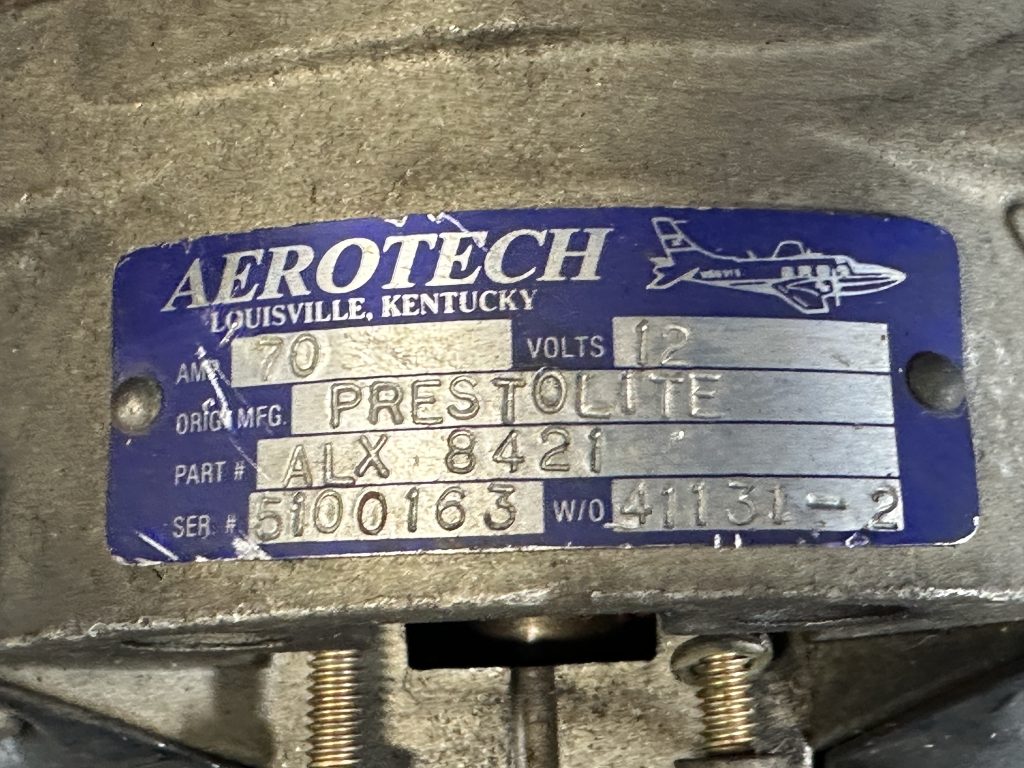 AEROTECH
LOUISVILLE, KENTUCKY
AMP 70 VOLTS 12
ORIG. MFG. PRESTOLITE
PART # ALX 8421
SER. # 5100163 W/O 41131-2